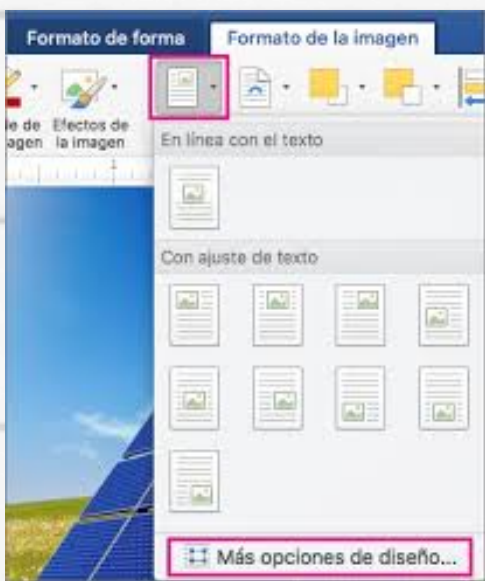 Formato de forma Formato de la imagen
Efectos de
la imagen
En línea con el texto
Con ajuste de texto
Más opciones de diseño...